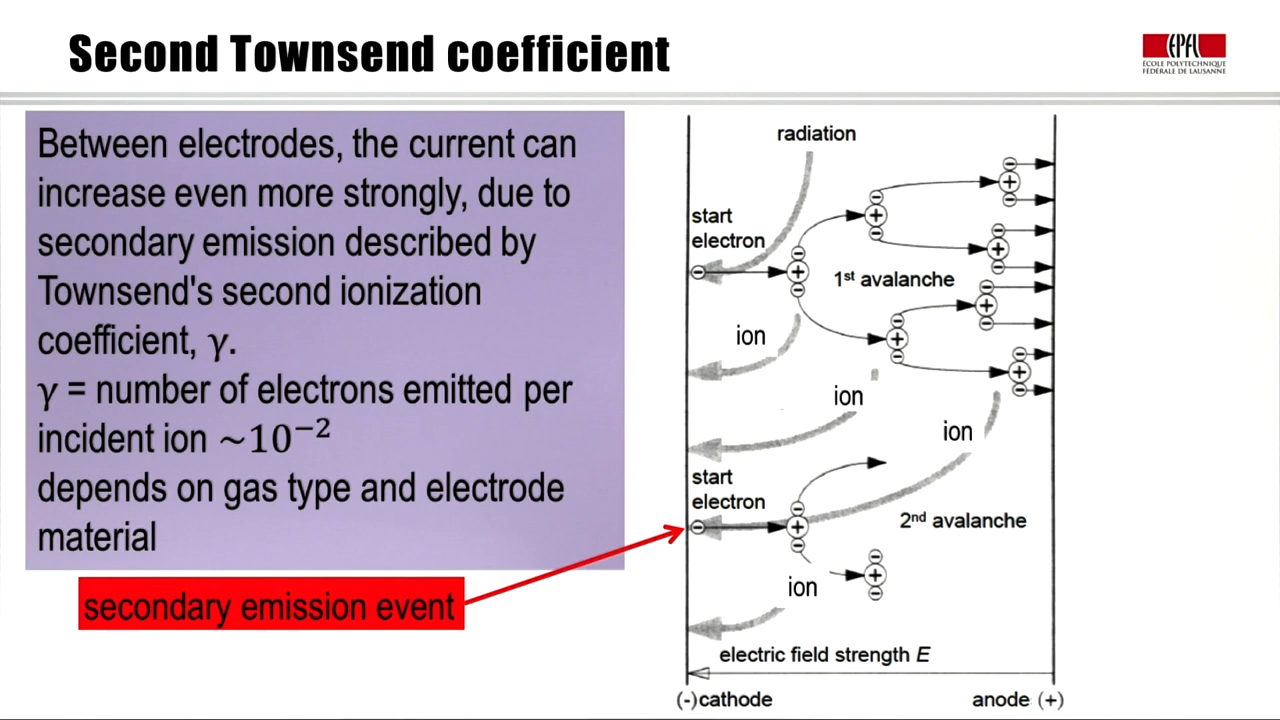 Second Townsend coefficient
EPFL
ÉCOLE POLYTECHNIQUE
FÉDÉRALE DE LAUSANNE
Between electrodes, the current can
increase even more strongly, due to
secondary emission described by
Townsend's second ionization
coefficient, γ.
γ = number of electrons emitted per
incident ion ~10⁻²
depends on gas type and electrode
material
secondary emission event
radiation
start
electron
1st avalanche
ion
ion
ion
start
electron
2nd avalanche
ion
electric field strength E
(-) cathode
anode (+)